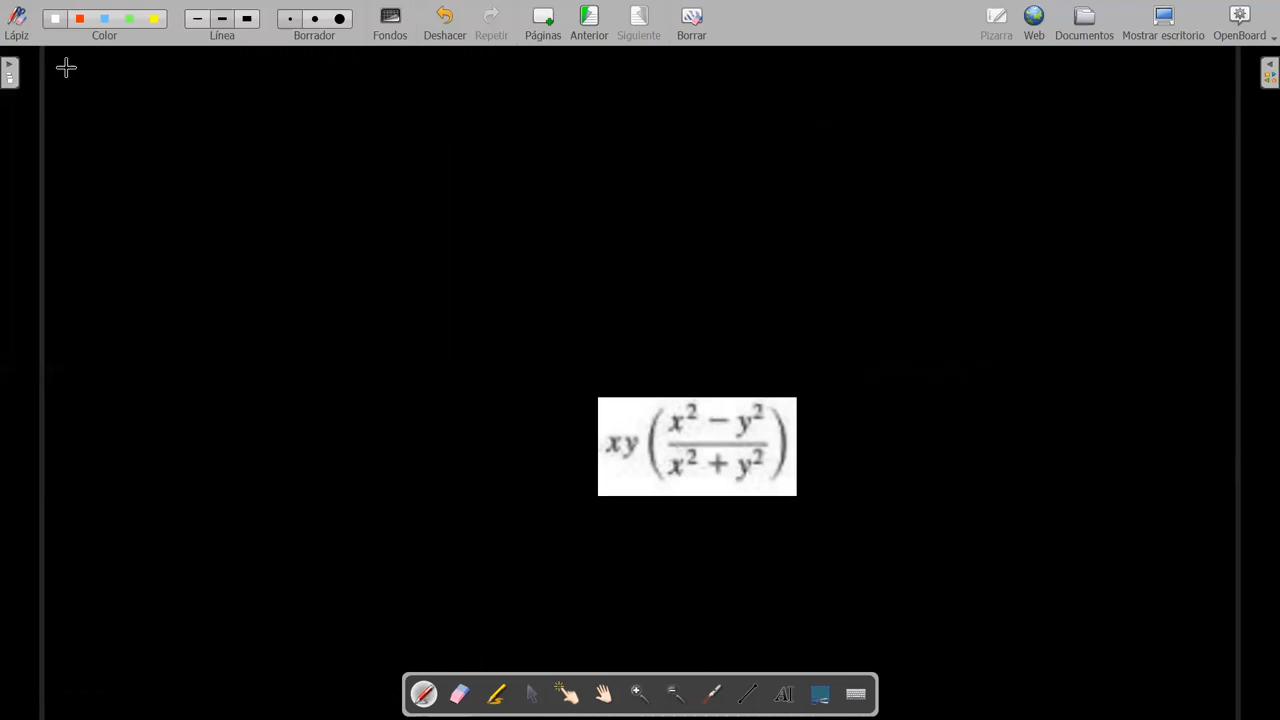 Lápiz Color Línea Borrador Fondos Deshacer Repetir Páginas Anterior Siguiente Borrar Pizarra Web Documentos Mostrar escritorio OpenBoard
xy ( x² − y² / x² + y² )
AI